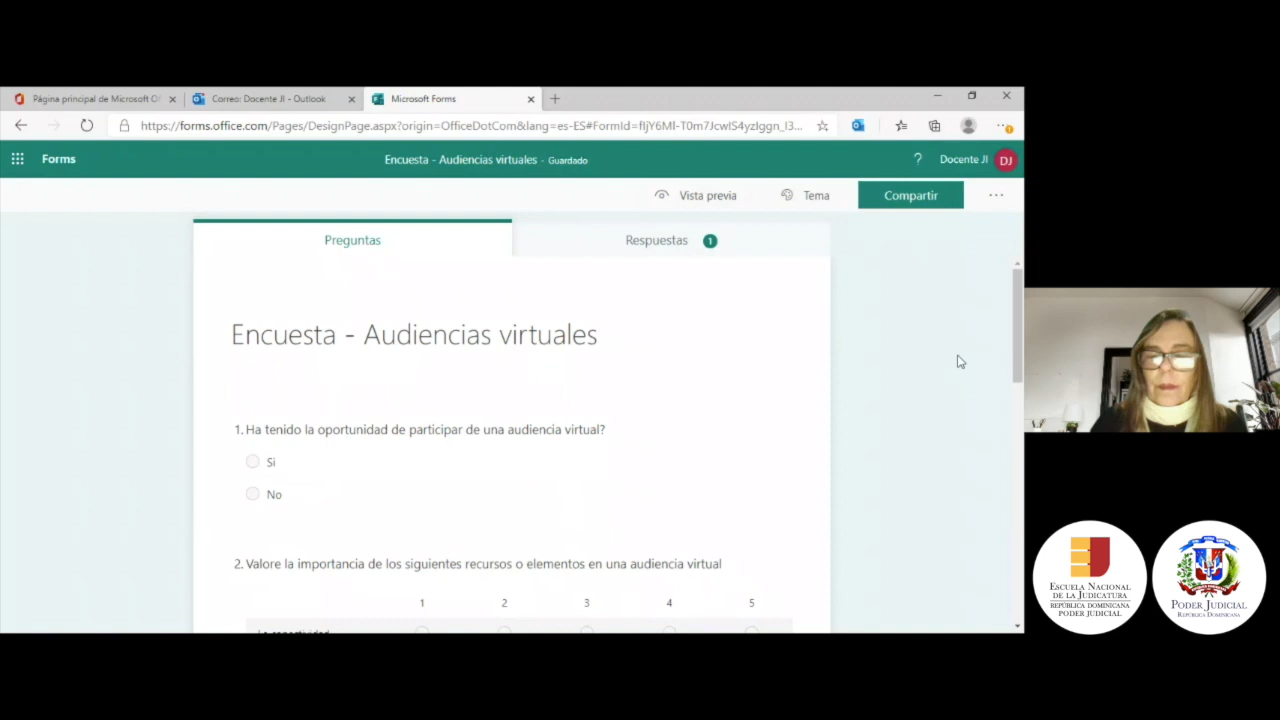 Página principal de Microsoft Of
Correo: Docente JI - Outlook
Microsoft Forms
https://forms.office.com/Pages/DesignPage.aspx?origin=OfficeDotCom&lang=es-ES#FormId=
Forms
Encuesta - Audiencias virtuales - Guardado
?
Docente JI
DJ
Vista previa
Tema
Compartir
Preguntas
Respuestas
1
Encuesta - Audiencias virtuales
1. Ha tenido la oportunidad de participar de una audiencia virtual?
Si
No
2. Valore la importancia de los siguientes recursos o elementos en una audiencia virtual
1 2 3 4 5
ESCUELA NACIONAL
DE LA JUDICATURA
REPÚBLICA DOMINICANA
PODER JUDICIAL
PODER JUDICIAL
REPÚBLICA DOMINICANA